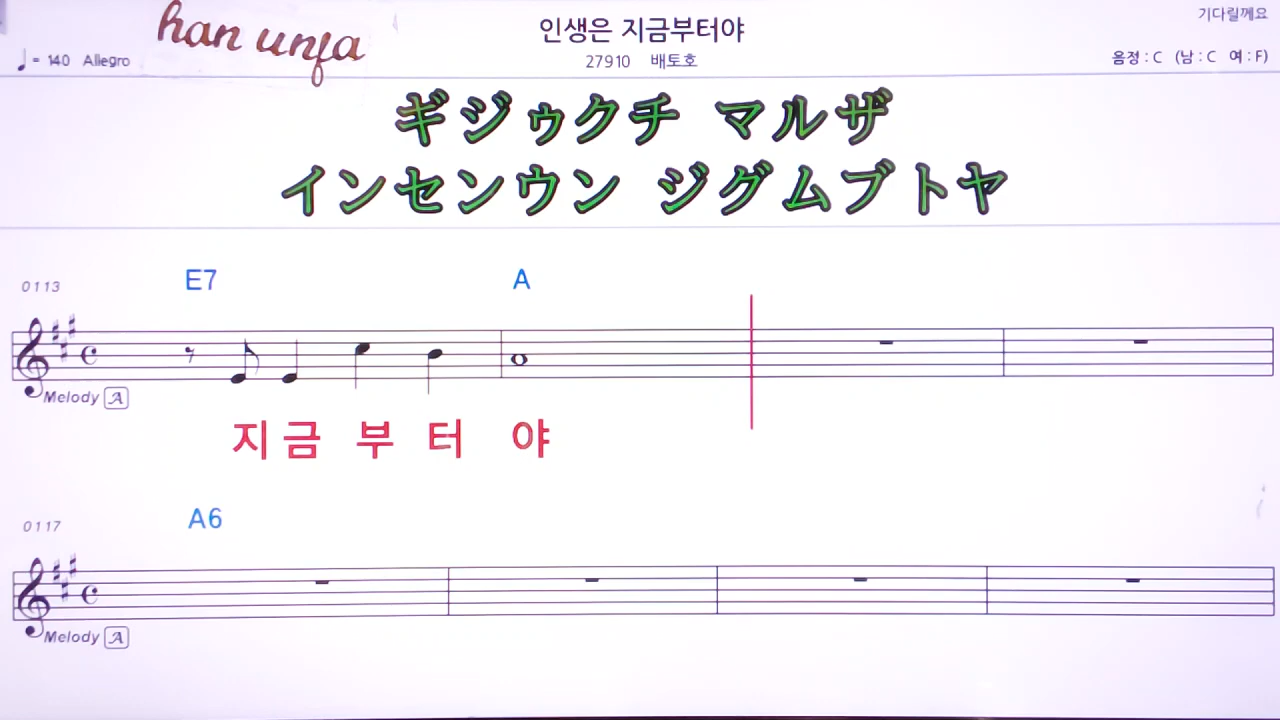 han unfa
인생은 지금부터야
기다릴께요
♩= 140 Allegro
27910 배토호
음정 : C (남 : C 여 : F)
ギジゥクチ マルザ
インセンウン ジグムブトヤ
0113
E7 A
Melody A
지금 부 터 야
0117
A6
Melody A